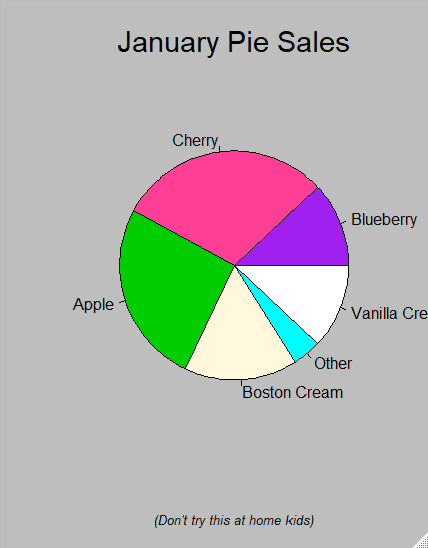 January Pie Sales
Cherry
Blueberry
Apple
Vanilla Cre
Other
Boston Cream
(Don't try this at home kids)